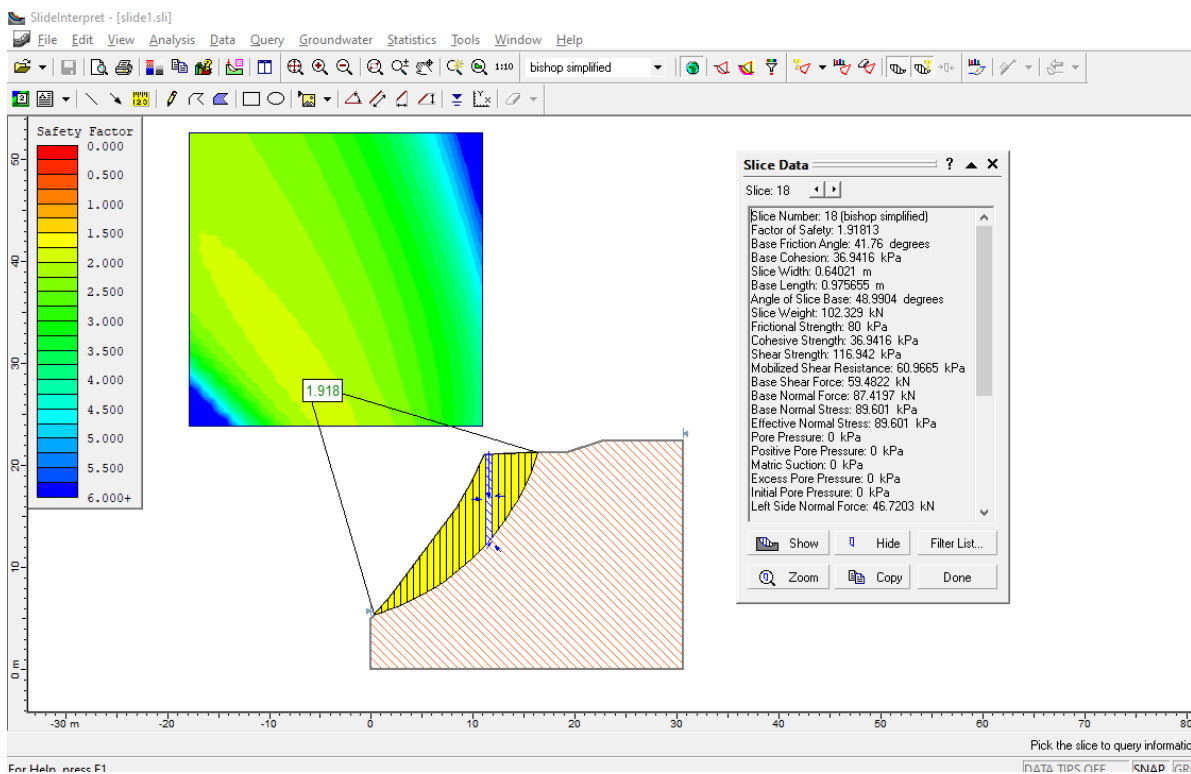 SlideInterpret - [slide1.sli]
File Edit View Analysis Data Query Groundwater Statistics Tools Window Help
1:10 bishop simplified
Safety Factor
0.000
0.500
1.000
1.500
2.000
2.500
3.000
3.500
4.000
4.500
5.000
5.500
6.000+
50
40
30
20
10
0 m
1.918
Slice Data ?
Slice: 18
Slice Number: 18 (bishop simplified)
Factor of Safety: 1.91813
Base Friction Angle: 41.76 degrees
Base Cohesion: 36.9416 kPa
Slice Width: 0.64021 m
Base Length: 0.975655 m
Angle of Slice Base: 48.9904 degrees
Slice Weight: 102.329 kN
Frictional Strength: 80 kPa
Cohesive Strength: 36.9416 kPa
Shear Strength: 116.942 kPa
Mobilized Shear Resistance: 60.9665 kPa
Base Shear Force: 59.4822 kN
Base Normal Force: 87.4197 kN
Base Normal Stress: 89.601 kPa
Effective Normal Stress: 89.601 kPa
Pore Pressure: 0 kPa
Positive Pore Pressure: 0 kPa
Matric Suction: 0 kPa
Excess Pore Pressure: 0 kPa
Initial Pore Pressure: 0 kPa
Left Side Normal Force: 46.7203 kN
Show Hide Filter List...
Zoom Copy Done
-30 m -20 -10 0 10 20 30 40 50 60 70 80
Pick the slice to query informatio
For Help, press F1 DATA TIPS OFF SNAP GR